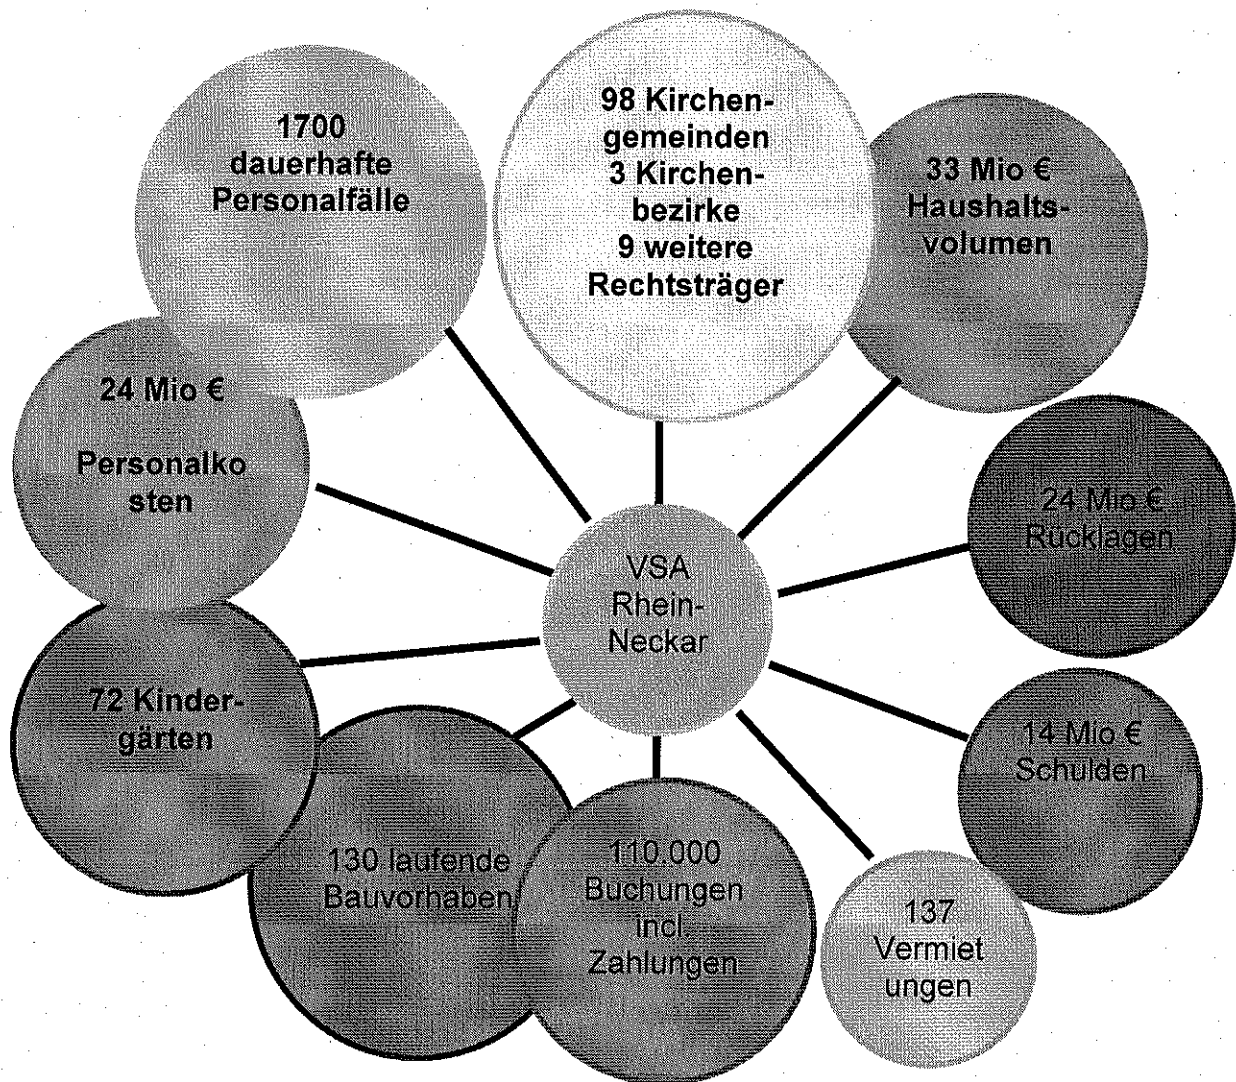 98 Kirchen-
gemeinden
3 Kirchen-
bezirke
9 weitere
Rechtsträger
33 Mio €
Haushalts-
volumen
24 Mio €
Rücklagen
14 Mio €
Schulden
137
Vermiet
ungen
110.000
Buchungen
incl.
Zahlungen
130 laufende
Bauvorhaben
72 Kinder-
gärten
24 Mio €
Personalko
sten
1700
dauerhafte
Personalfälle
VSA
Rhein-
Neckar